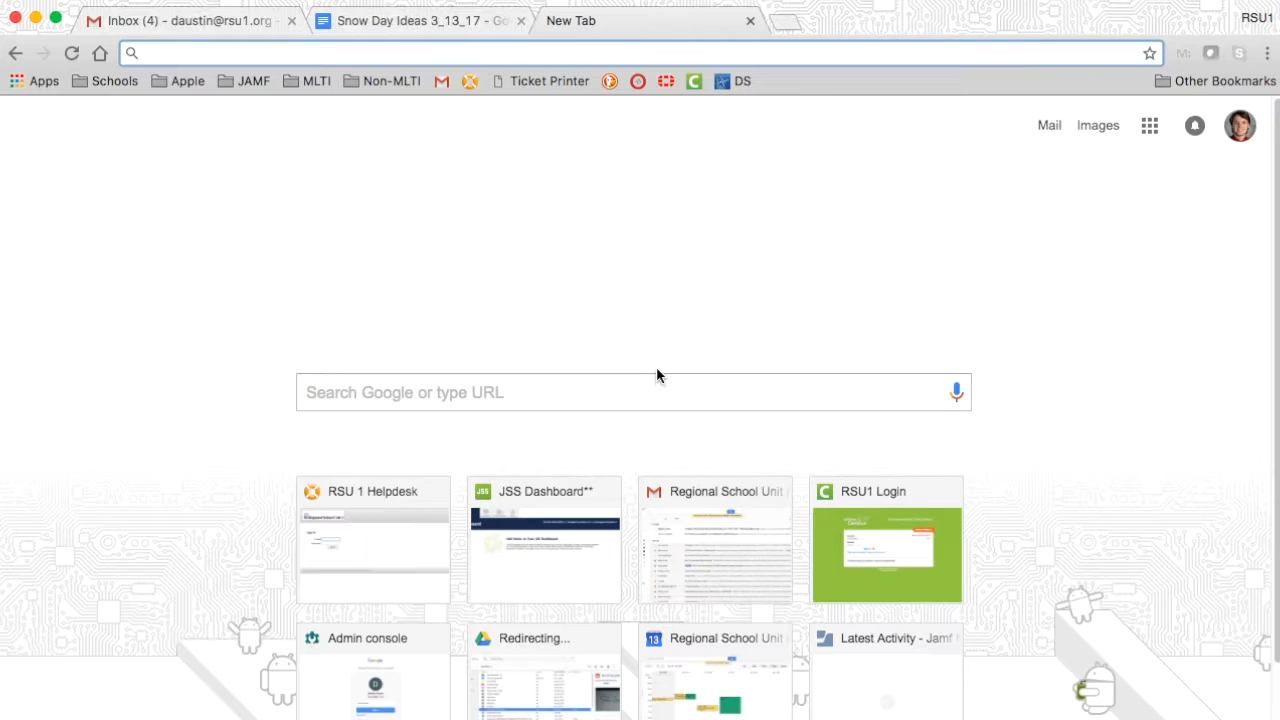 Inbox (4) - daustin@rsu1.org
Snow Day Ideas 3_13_17 - Go
New Tab
RSU1
Apps Schools Apple JAMF MLTI Non-MLTI Ticket Printer DS Other Bookmarks
Mail Images
Search Google or type URL
RSU 1 Helpdesk JSS Dashboard** Regional School Unit RSU1 Login
Admin console Redirecting... Regional School Unit Latest Activity - Jamf